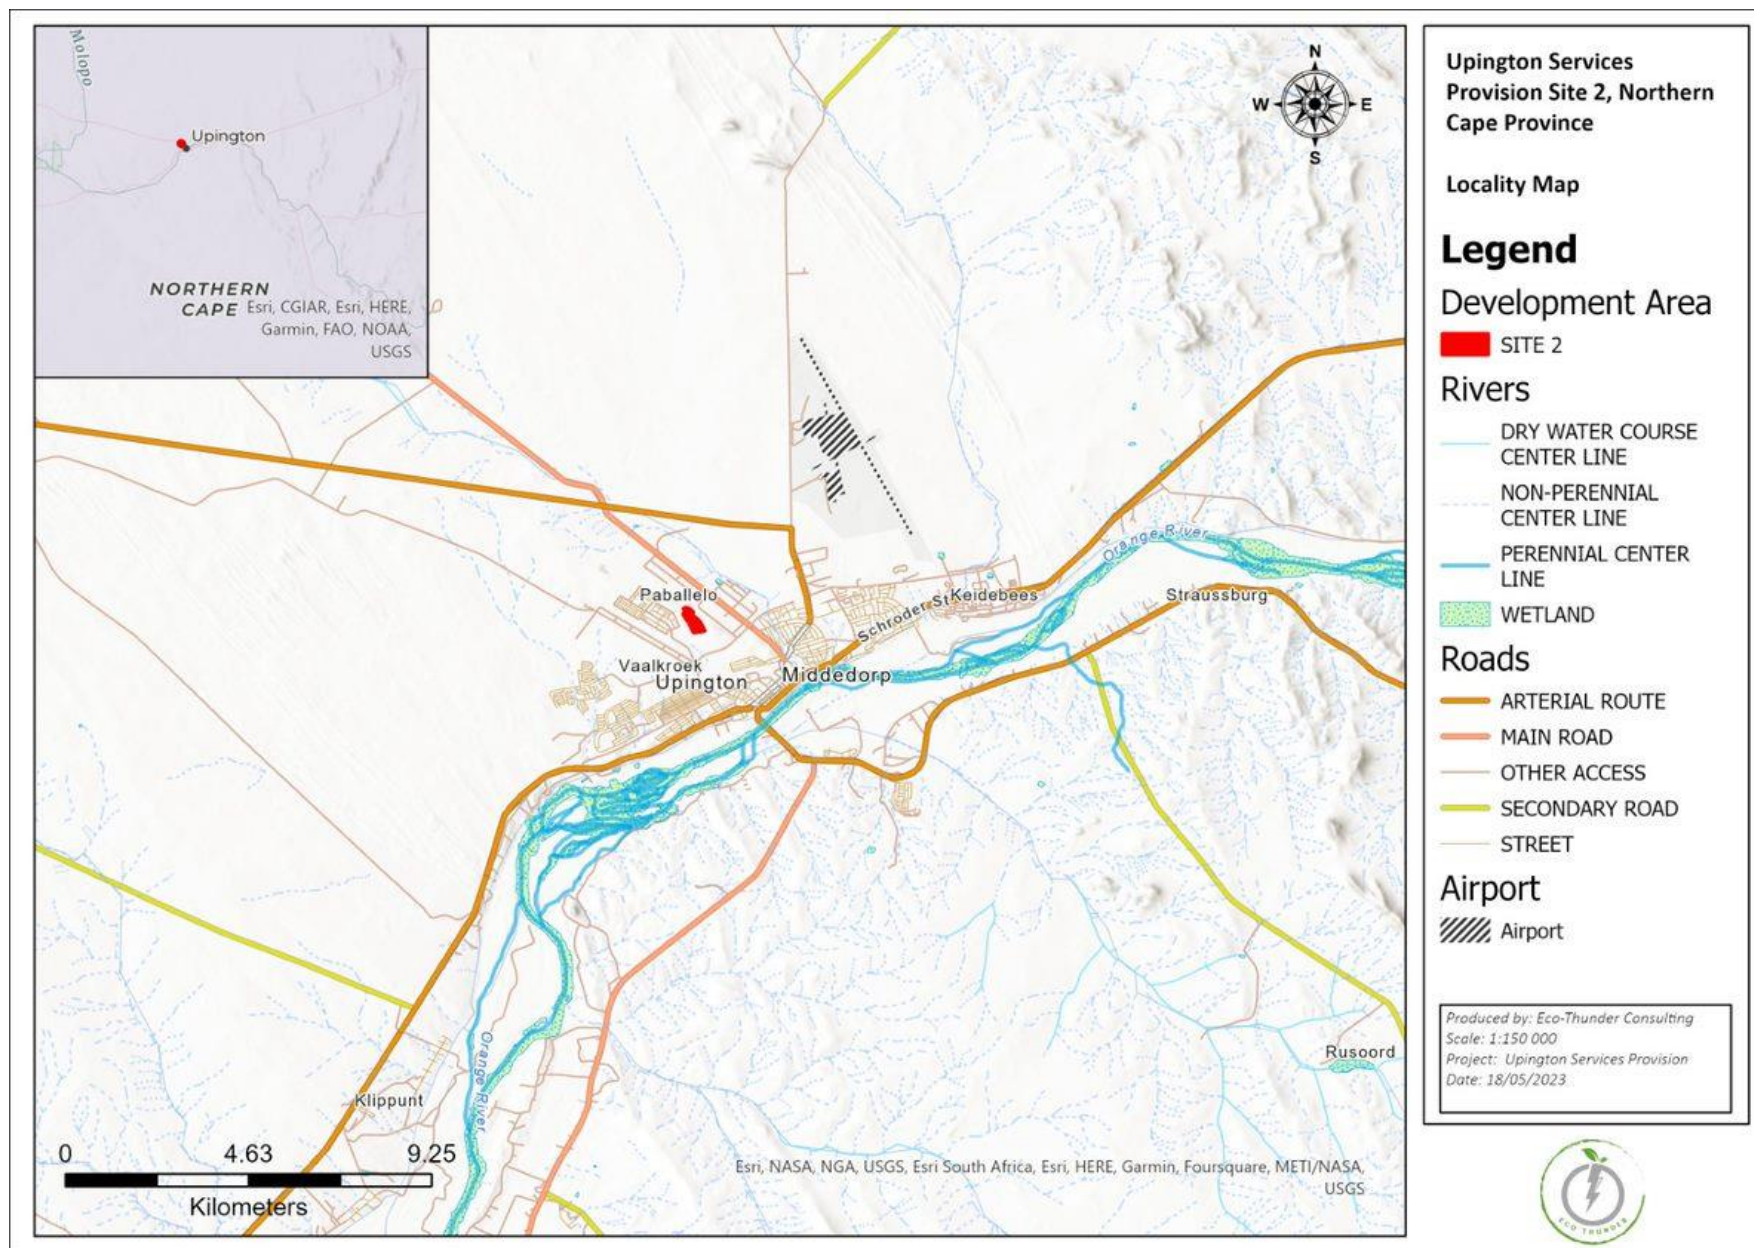 Molopo
Upington
NORTHERN
CAPE
Esri, CGIAR, Esri, HERE,
Garmin, FAO, NOAA,
USGS
N
W
E
S
Orange River
Paballelo
Schroder St
Keidebees
Straussburg
Vaalkroek
Upington
Middedorp
Orange River
Rusoord
Klippunt
0 4.63 9.25
Kilometers
Esri, NASA, NGA, USGS, Esri South Africa, Esri, HERE, Garmin, Foursquare, METI/NASA,
USGS
Upington Services
Provision Site 2, Northern
Cape Province
Locality Map
Legend
Development Area
SITE 2
Rivers
DRY WATER COURSE
CENTER LINE
NON-PERENNIAL
CENTER LINE
PERENNIAL CENTER
LINE
WETLAND
Roads
ARTERIAL ROUTE
MAIN ROAD
OTHER ACCESS
SECONDARY ROAD
STREET
Airport
Airport
Produced by: Eco-Thunder Consulting
Scale: 1:150 000
Project: Upington Services Provision
Date: 18/05/2023
ECO THUNDER